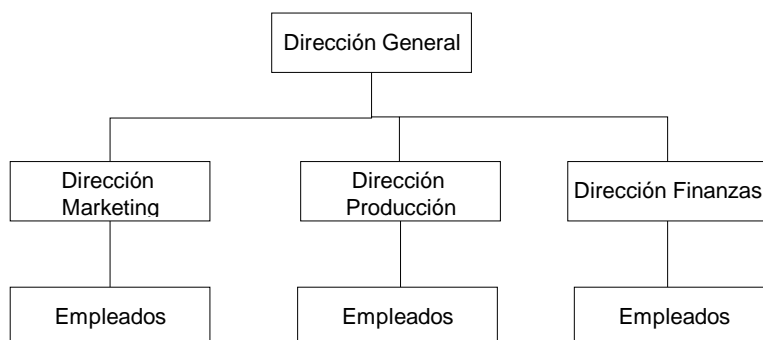 Dirección General
Dirección
Marketing
Dirección
Producción
Dirección Finanzas
Empleados
Empleados
Empleados